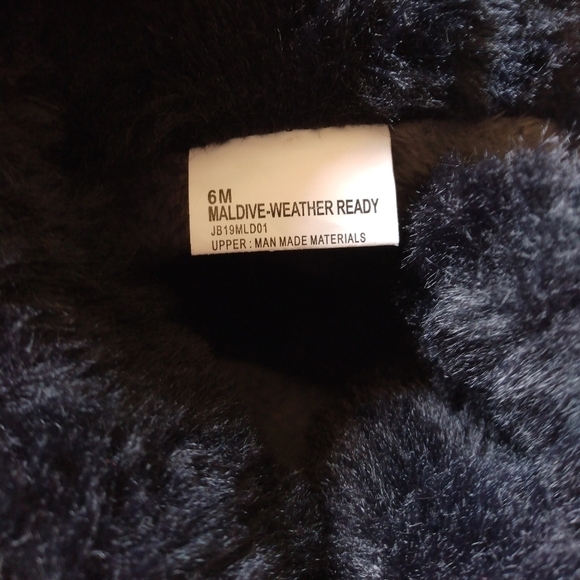 6M
MALDIVE-WEATHER READY
JB19MLD01
UPPER : MAN MADE MATERIALS